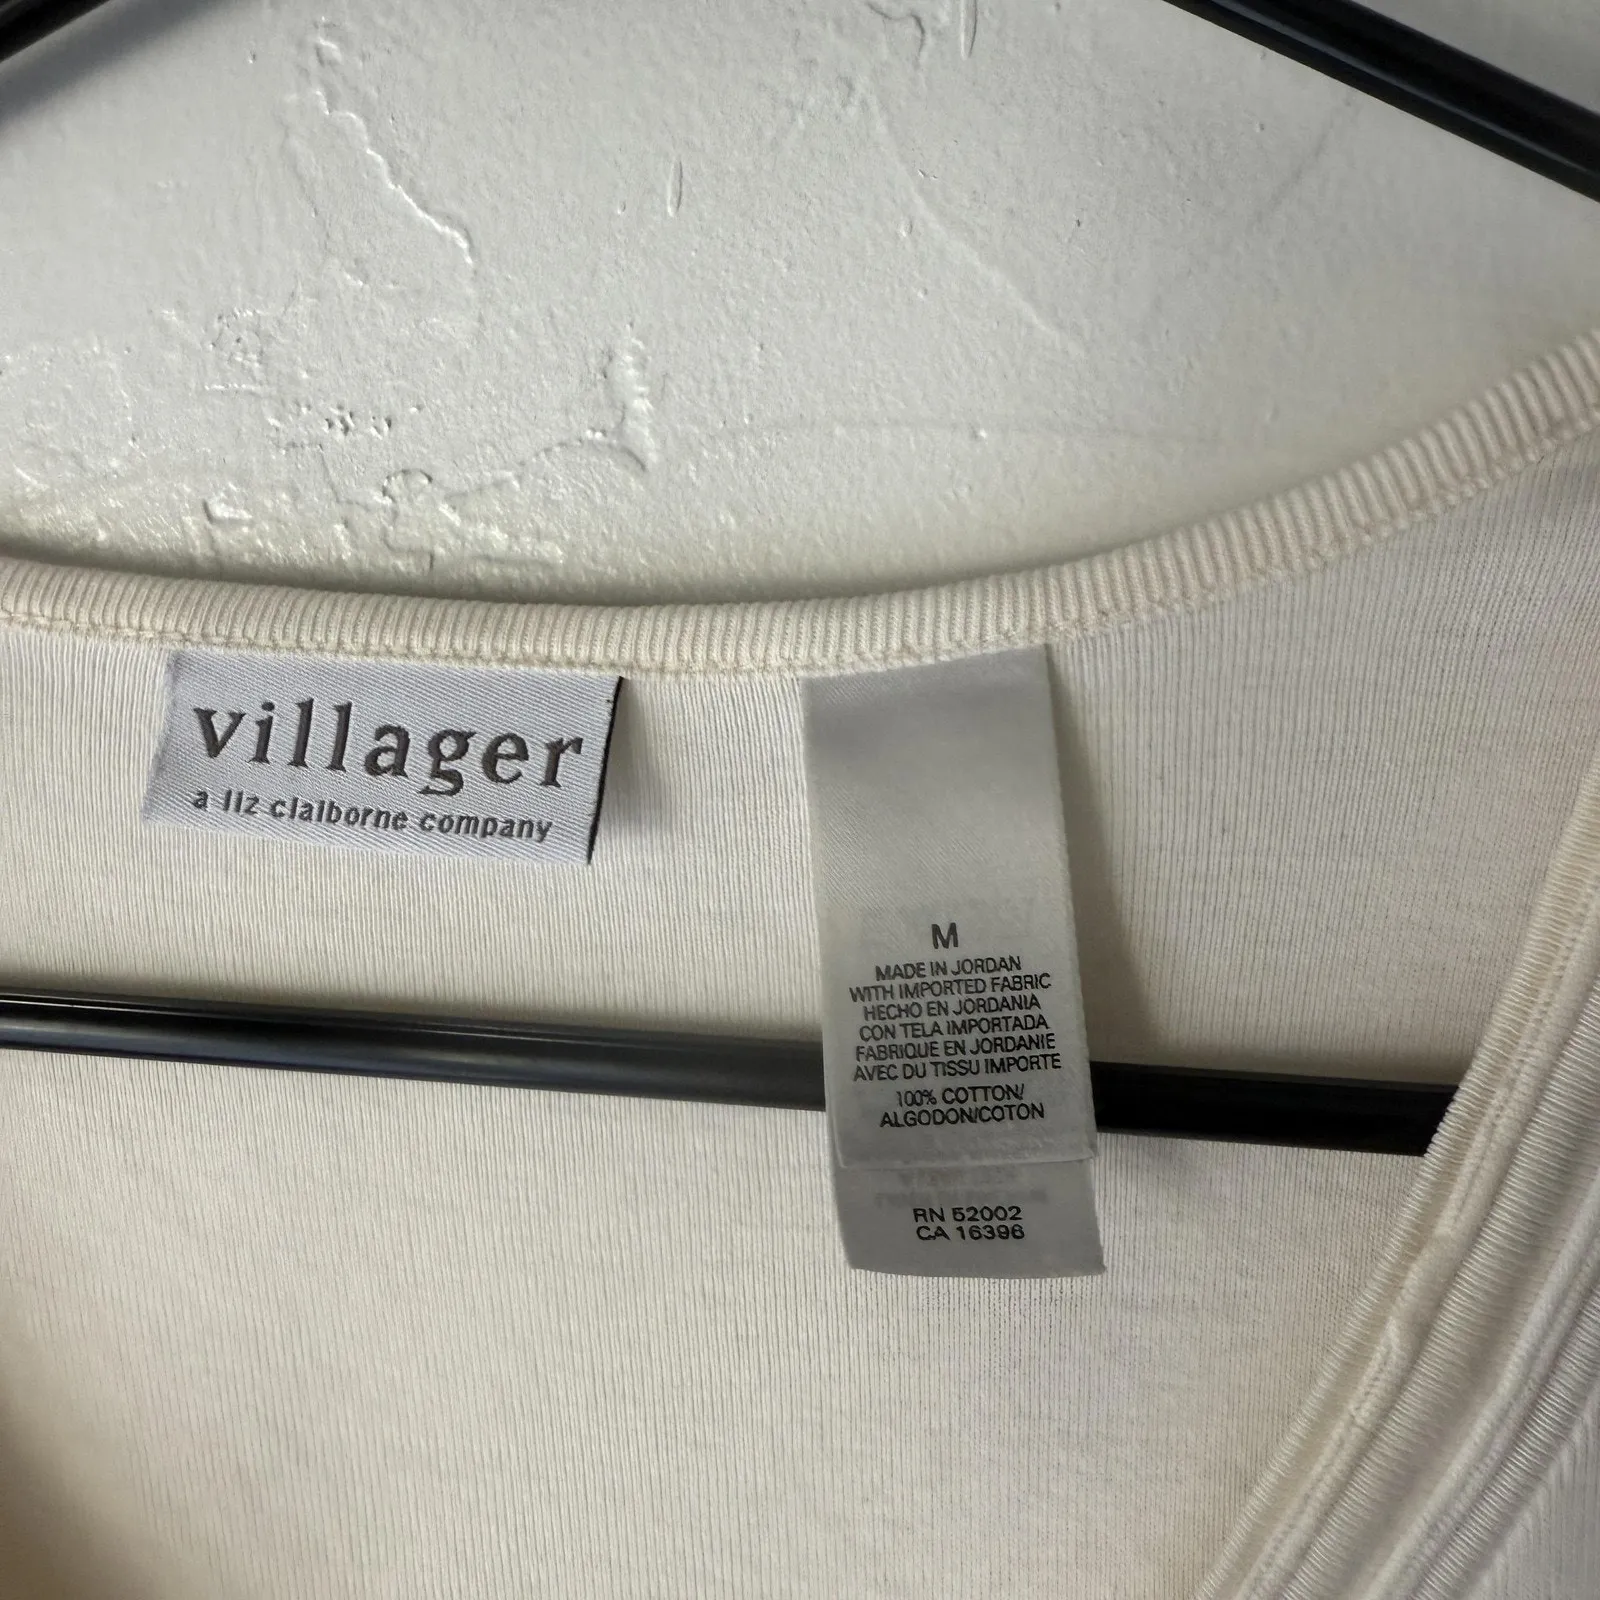 villager
a liz claiborne company
M
MADE IN JORDAN
WITH IMPORTED FABRIC
HECHO EN JORDANIA
CON TELA IMPORTADA
FABRIQUE EN JORDANIE
AVEC DU TISSU IMPORTE
100% COTTON/
ALGODON/COTON
RN 52002
CA 16396